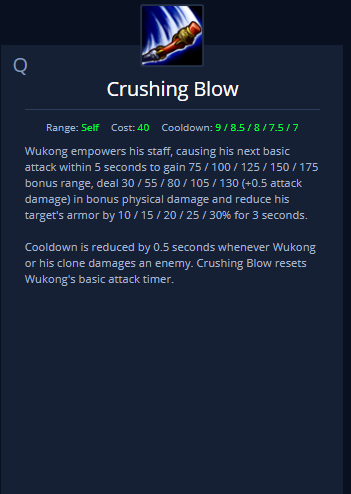 Q
Crushing Blow
Range: Self Cost: 40 Cooldown: 9 / 8.5 / 8 / 7.5 / 7
Wukong empowers his staff, causing his next basic
attack within 5 seconds to gain 75 / 100 / 125 / 150 / 175
bonus range, deal 30 / 55 / 80 / 105 / 130 (+0.5 attack
damage) in bonus physical damage and reduce his
target's armor by 10 / 15 / 20 / 25 / 30% for 3 seconds.
Cooldown is reduced by 0.5 seconds whenever Wukong
or his clone damages an enemy. Crushing Blow resets
Wukong's basic attack timer.